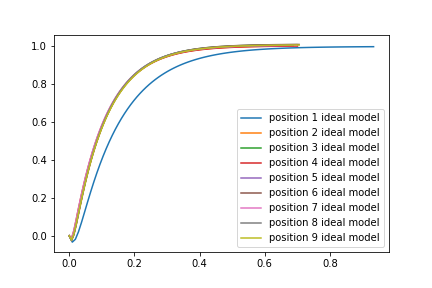 1.0
0.8
0.6
0.4
0.2
0.0
position 1 ideal model
position 2 ideal model
position 3 ideal model
position 4 ideal model
position 5 ideal model
position 6 ideal model
position 7 ideal model
position 8 ideal model
position 9 ideal model
0.0 0.2 0.4 0.6 0.8